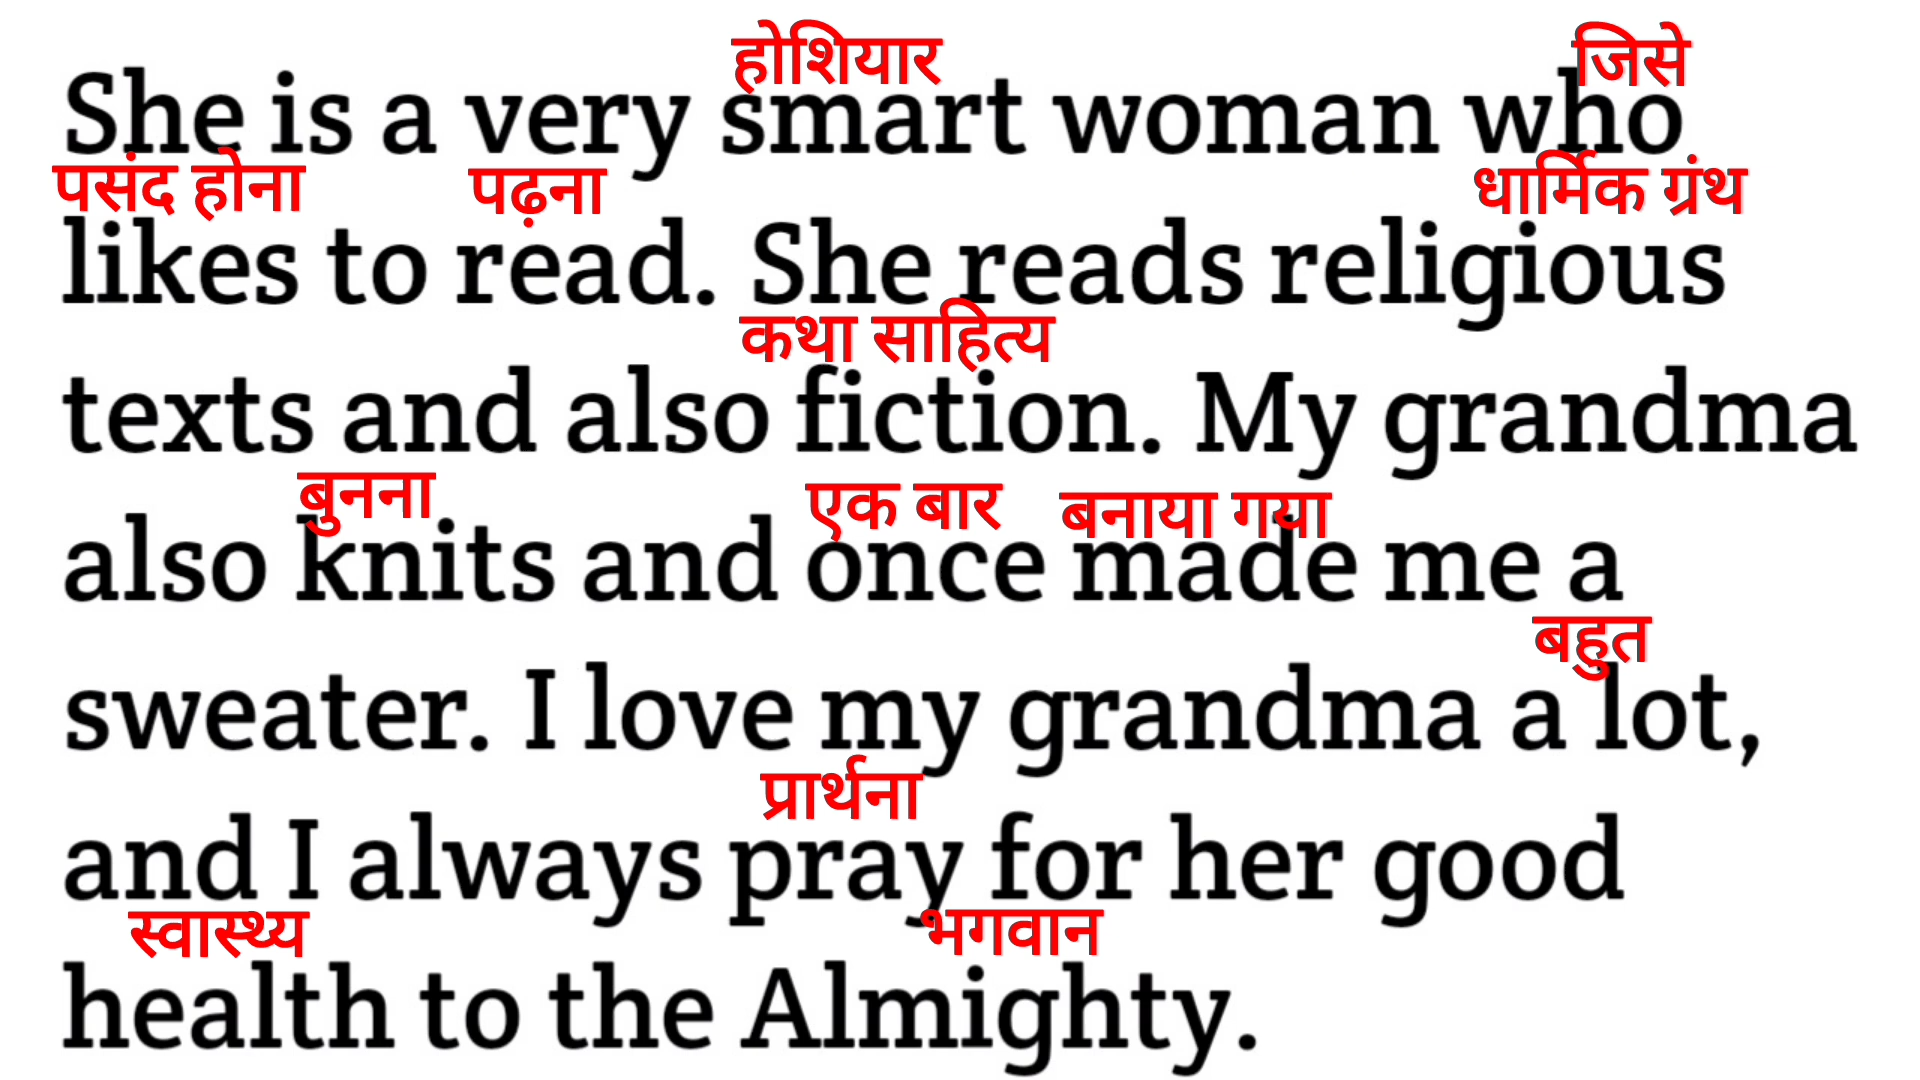 होशियार जिसे
She is a very smart woman who
पसंद होना पढ़ना धार्मिक ग्रंथ
likes to read. She reads religious
कथा साहित्य
texts and also fiction. My grandma
बुनना एक बार बनाया गया
also knits and once made me a
बहुत
sweater. I love my grandma a lot,
प्रार्थना
and I always pray for her good
स्वास्थ्य भगवान
health to the Almighty.